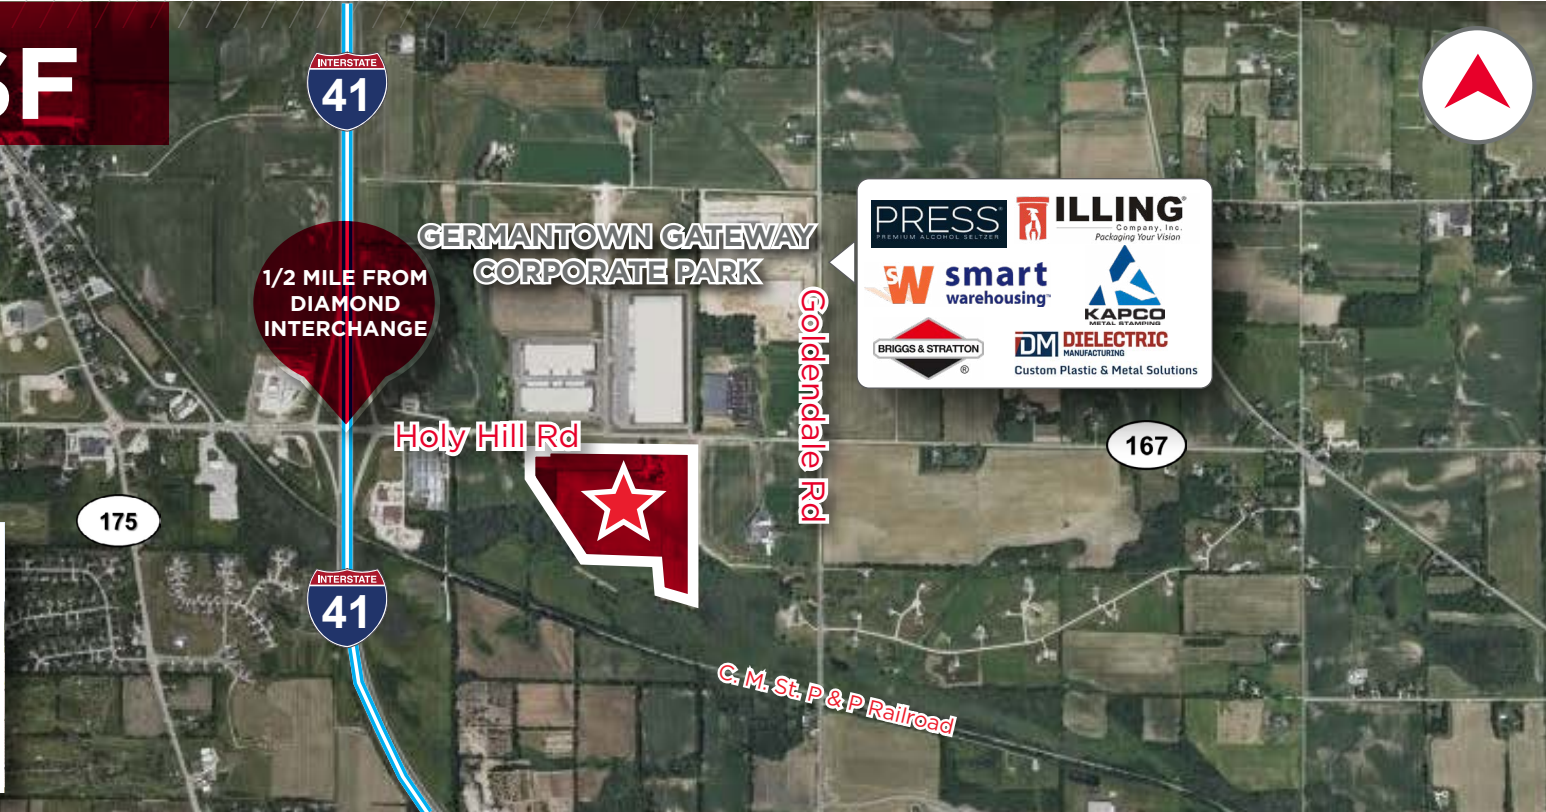 SF
INTERSTATE
41
1/2 MILE FROM
DIAMOND
INTERCHANGE
GERMANTOWN GATEWAY
CORPORATE PARK
PRESS
PREMIUM ALCOHOL SELTZER
ILLING®
Company, Inc.
Packaging Your Vision
SW smart
warehousing™
KAPCO
METAL STAMPING
BRIGGS & STRATTON
®
DM DIELECTRIC
MANUFACTURING
Custom Plastic & Metal Solutions
Goldendale Rd
Holy Hill Rd
167
175
INTERSTATE
41
C. M. St. P & P Railroad